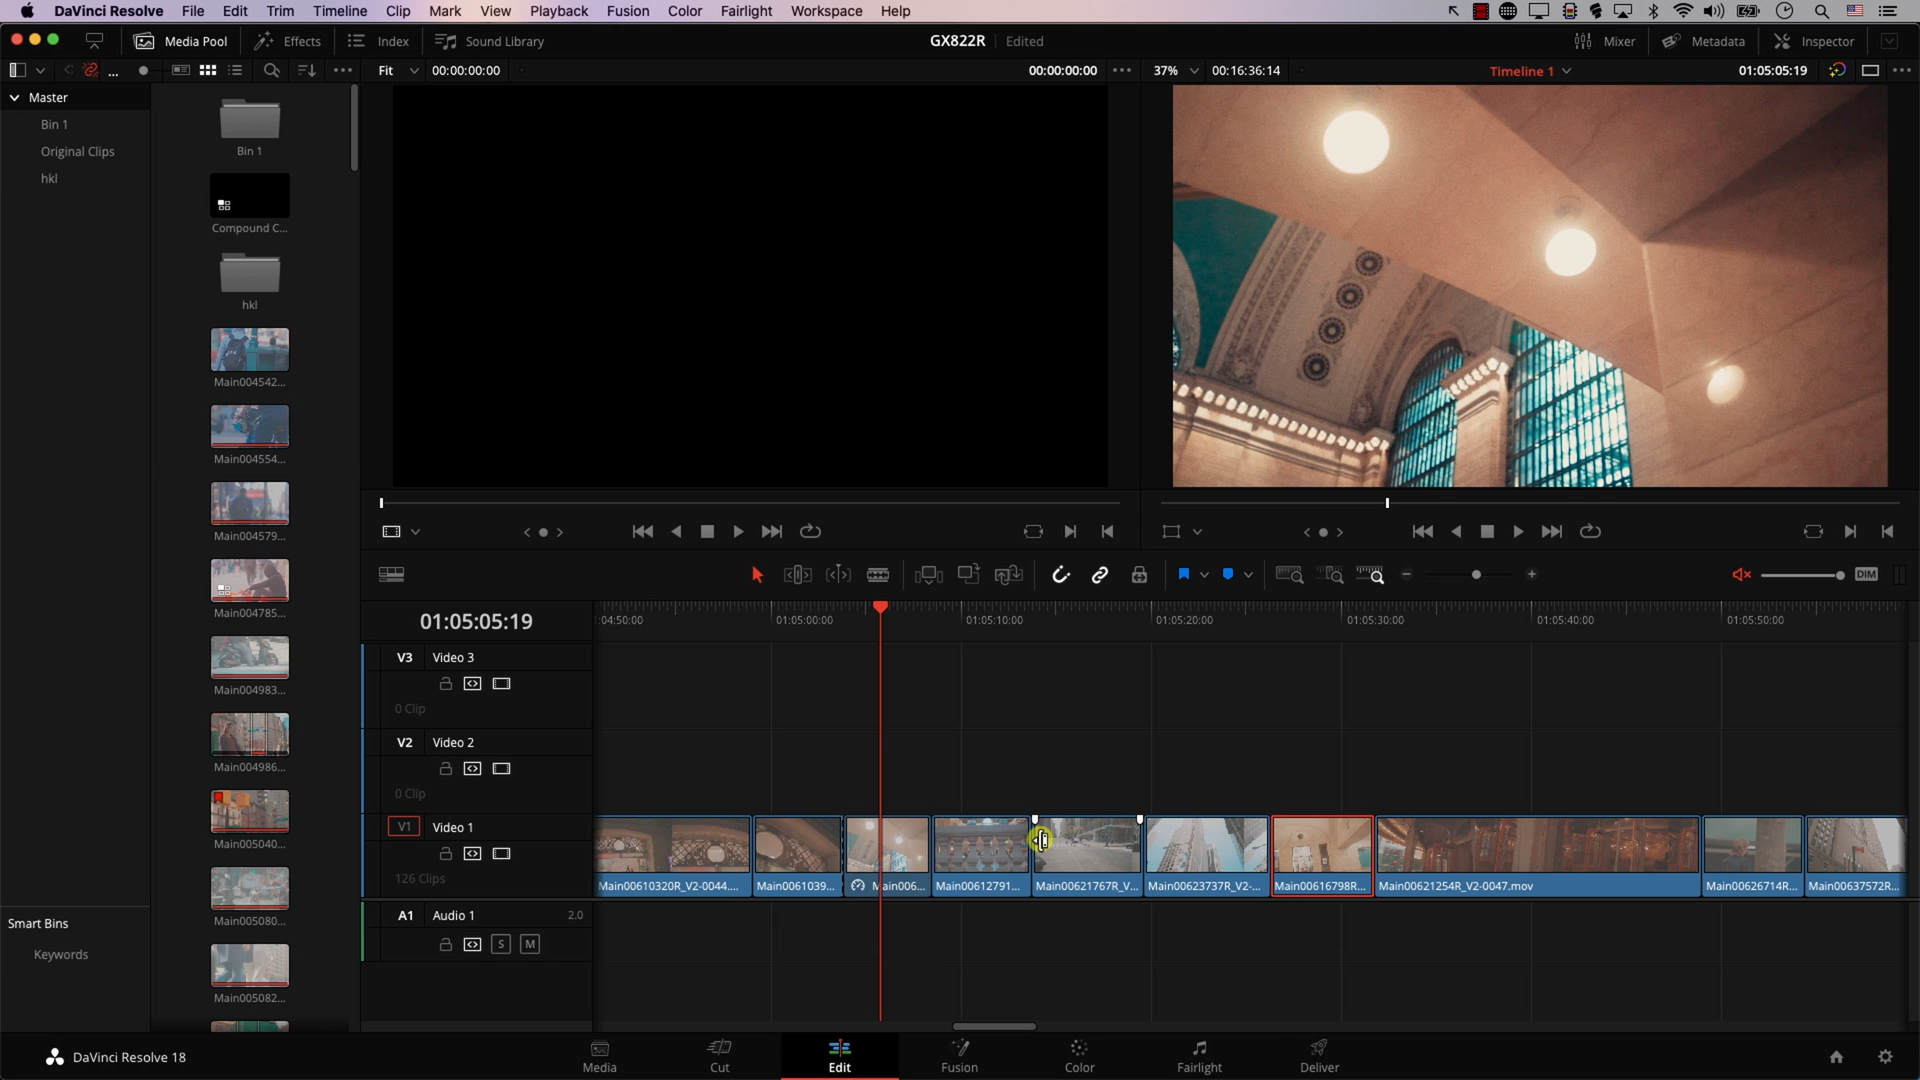 DaVinci Resolve File Edit Trim Timeline Clip Mark View Playback Fusion Color Fairlight Workspace Help
Media Pool Effects Index Sound Library GX822R Edited Mixer Metadata Inspector
... Fit 00:00:00:00 00:00:00:00 37% 00:16:36:14 Timeline 1 01:05:05:19
Master
Bin 1
Original Clips
hkl
Bin 1
Compound C...
hkl
Main004542...
Main004554...
Main004579...
Main004785...
Main004983...
Main004986...
Main005040...
Main005080...
Main005082...
Smart Bins
Keywords
DIM
01:05:05:19
:04:50:00 01:05:00:00 01:05:10:00 01:05:20:00 01:05:30:00 01:05:40:00 01:05:50:00
V3 Video 3
0 Clip
V2 Video 2
0 Clip
V1 Video 1
126 Clips
Main00610320R_V2-0044.... Main0061039... Main006... Main00612791... Main00621767R_V... Main00623737R_V2-... Main00616798R... Main00621254R_V2-0047.mov Main00626714R... Main00637572R...
A1 Audio 1 2.0
S M
DaVinci Resolve 18
Media Cut Edit Fusion Color Fairlight Deliver